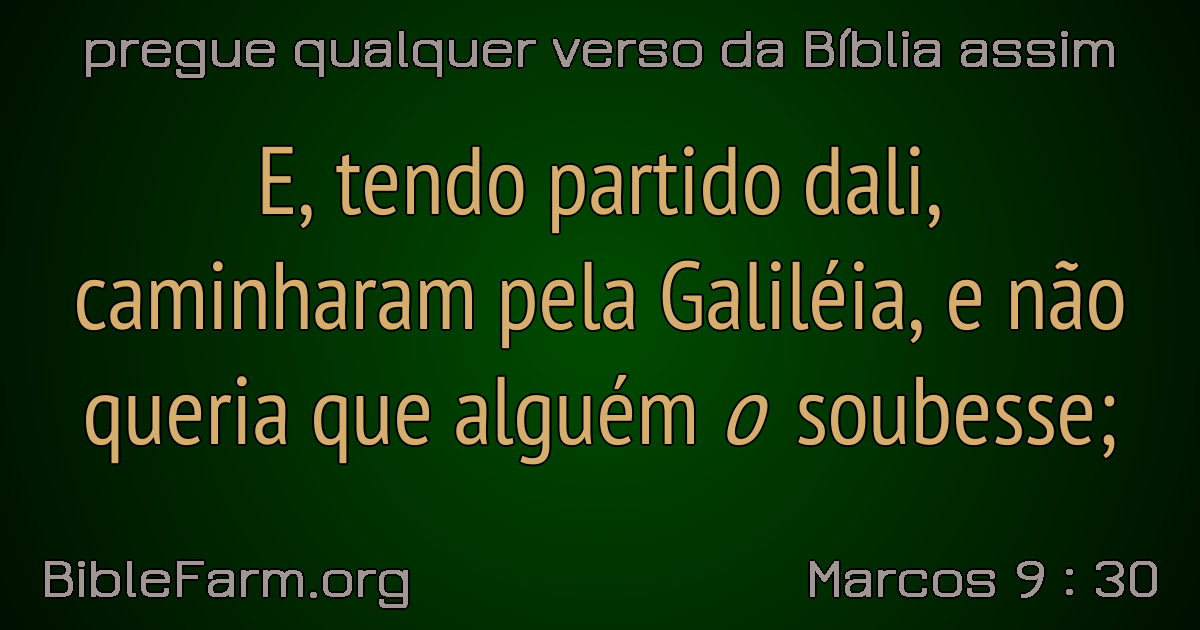 pregue qualquer verso da Bíblia assim
E, tendo partido dali,
caminharam pela Galiléia, e não
queria que alguém o soubesse;
BibleFarm.org
Marcos 9 : 30